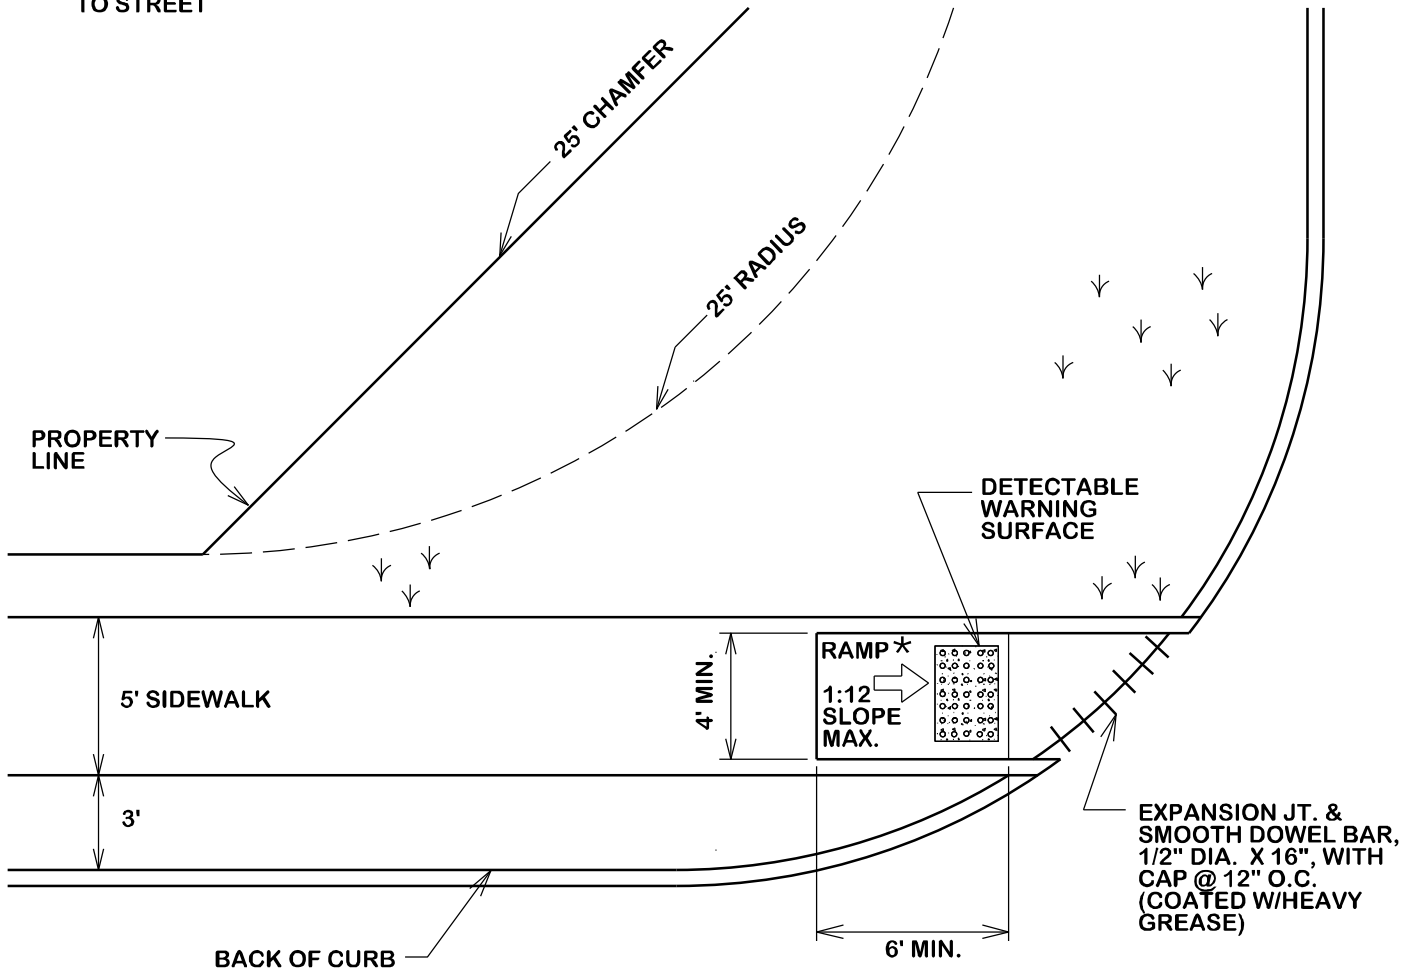 TO STREET
25' CHAMFER
25' RADIUS
PROPERTY
LINE
DETECTABLE
WARNING
SURFACE
RAMP*
1:12
SLOPE
MAX.
4' MIN.
5' SIDEWALK
3'
EXPANSION JT. &
SMOOTH DOWEL BAR,
1/2" DIA. X 16", WITH
CAP @ 12" O.C.
(COATED W/HEAVY
GREASE)
6' MIN.
BACK OF CURB